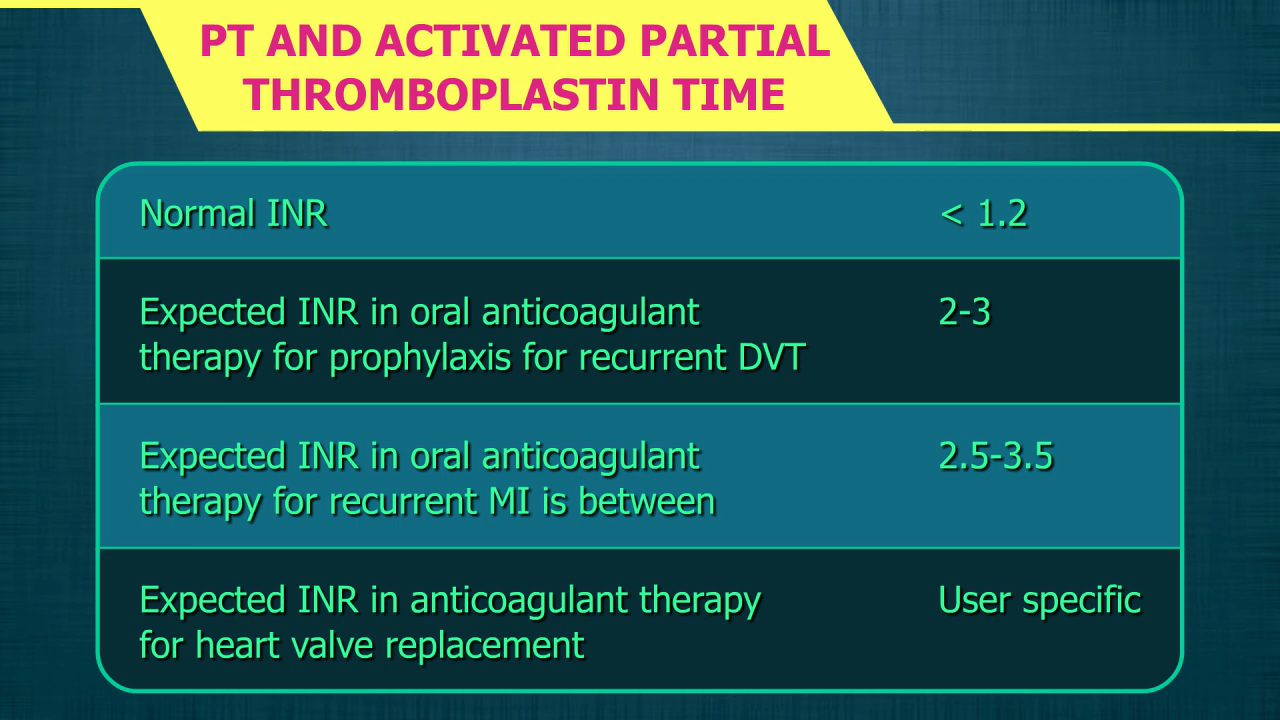 PT AND ACTIVATED PARTIAL
THROMBOPLASTIN TIME
Normal INR < 1.2
Expected INR in oral anticoagulant 2-3
therapy for prophylaxis for recurrent DVT
Expected INR in oral anticoagulant 2.5-3.5
therapy for recurrent MI is between
Expected INR in anticoagulant therapy User specific
for heart valve replacement